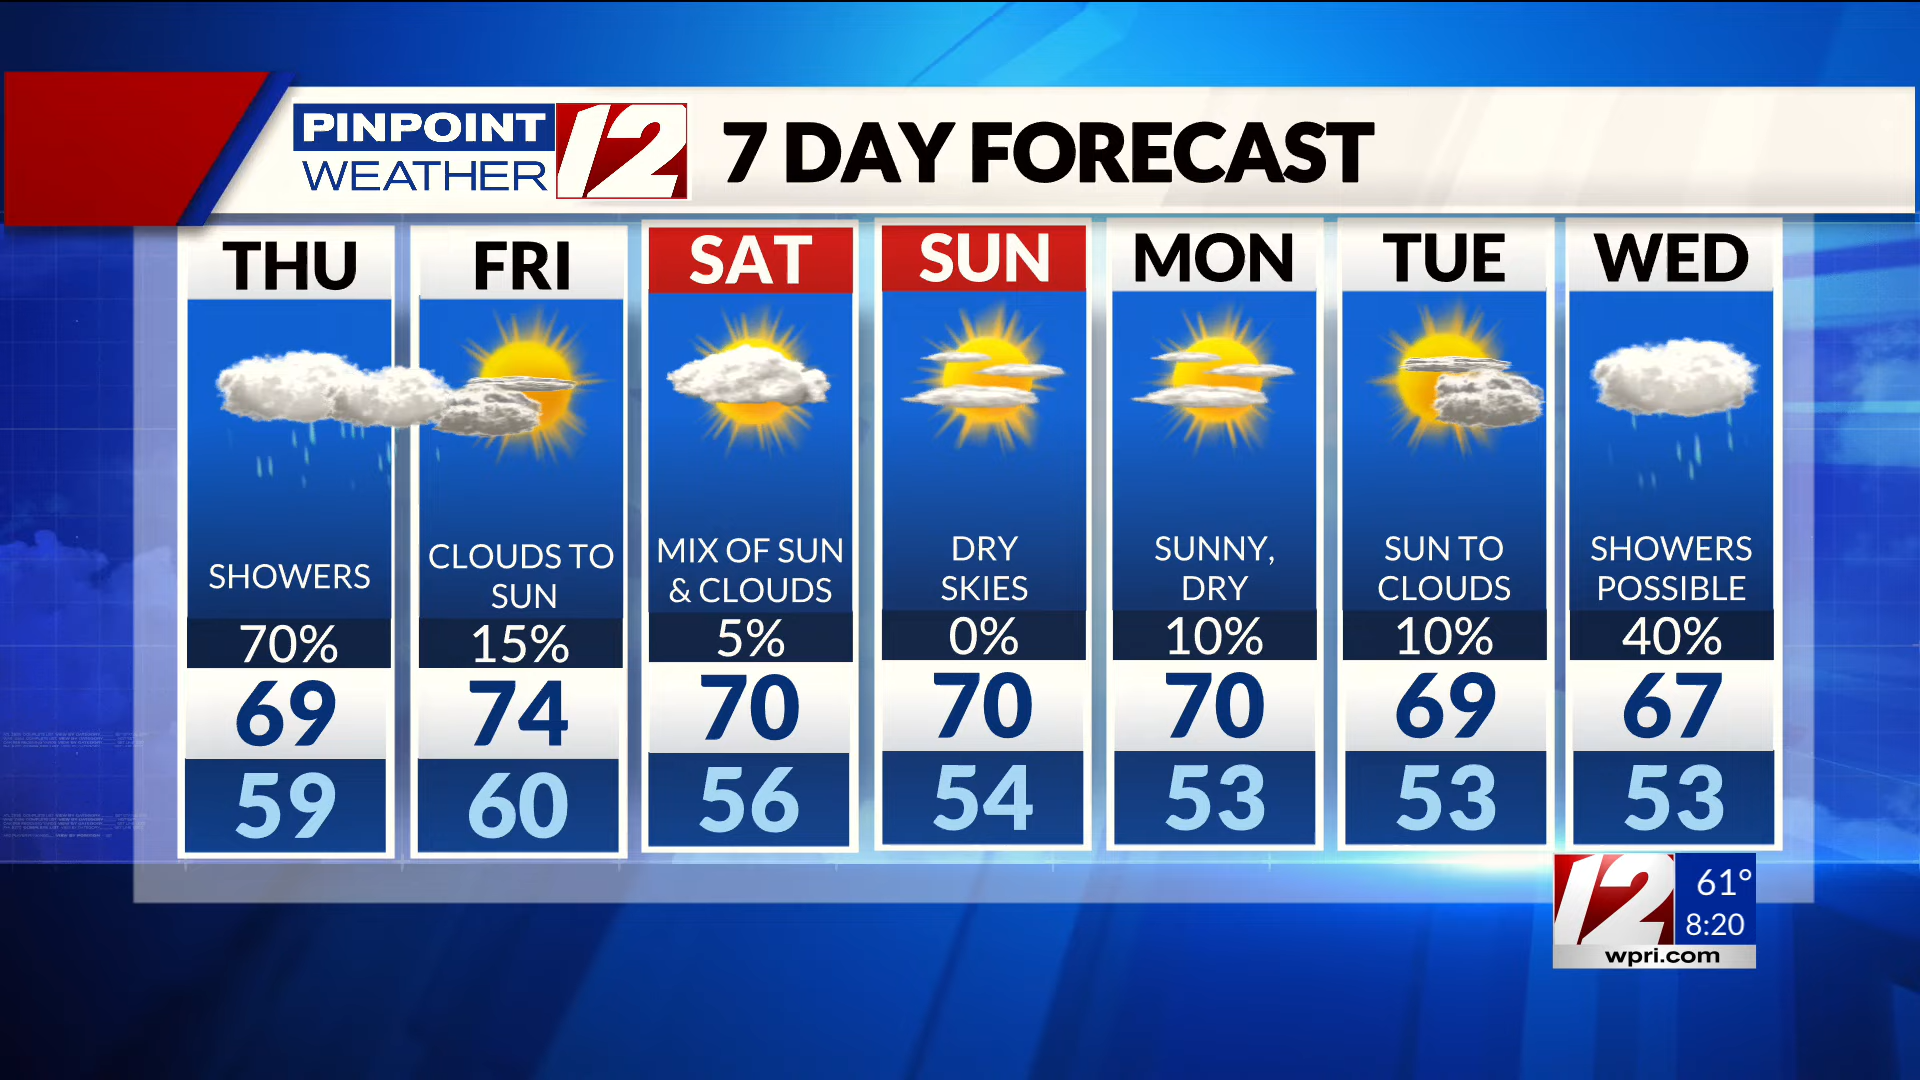 PINPOINT
WEATHER
12
7 DAY FORECAST
THU
SHOWERS
70%
69
59
FRI
CLOUDS TO
SUN
15%
74
60
SAT
MIX OF SUN
& CLOUDS
5%
70
56
SUN
DRY
SKIES
0%
70
54
MON
SUNNY,
DRY
10%
70
53
TUE
SUN TO
CLOUDS
10%
69
53
WED
SHOWERS
POSSIBLE
40%
67
53
12
61°
8:20
wpri.com